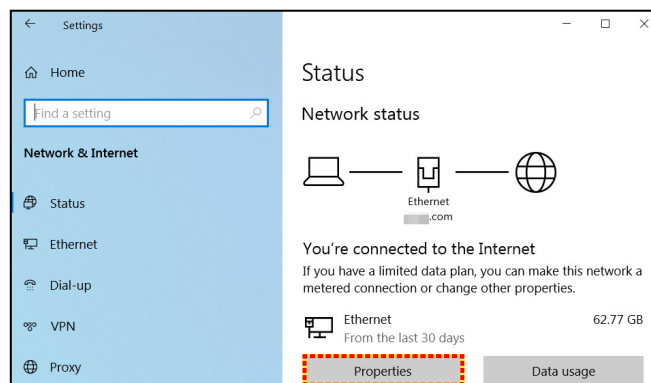 Settings
Home
Find a setting
Network & Internet
Status
Ethernet
Dial-up
VPN
Proxy
Status
Network status
Ethernet
.com
You're connected to the Internet
If you have a limited data plan, you can make this network a
metered connection or change other properties.
Ethernet 62.77 GB
From the last 30 days
Properties Data usage